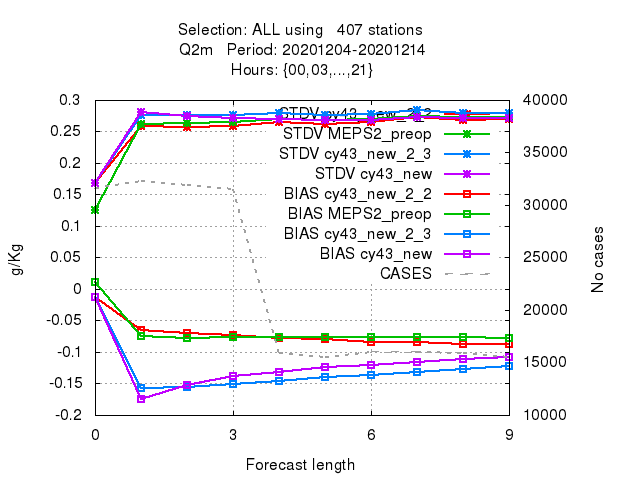 Selection: ALL using 407 stations
Q2m Period: 20201204-20201214
Hours: {00,03,...,21}
0.3
0.25
0.2
0.15
0.1
0.05
0
-0.05
-0.1
-0.15
-0.2
g/Kg
STDV cy43_new_2_2
STDV MEPS2_preop
STDV cy43_new_2_3
STDV cy43_new
BIAS cy43_new_2_2
BIAS MEPS2_preop
BIAS cy43_new_2_3
BIAS cy43_new
CASES
40000
35000
30000
25000
20000
15000
10000
No cases
0 3 6 9
Forecast length